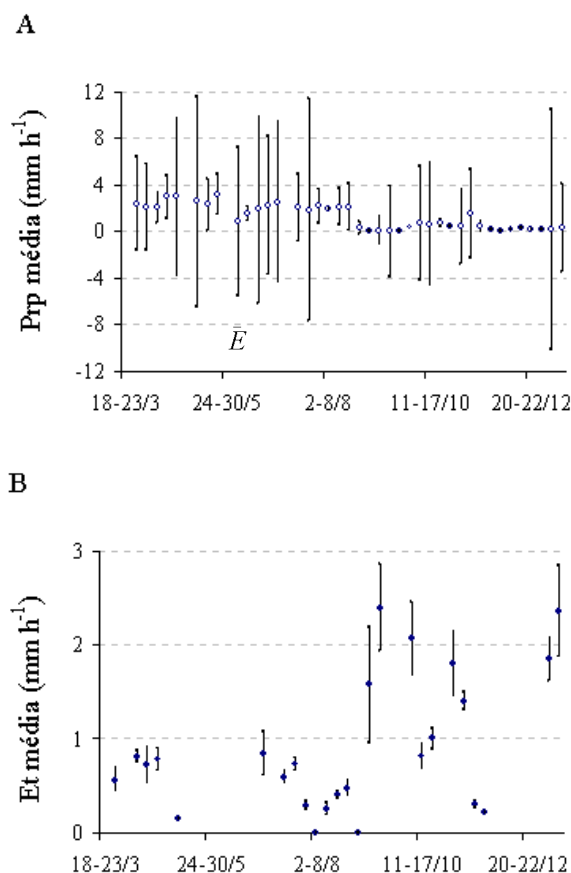 A
Prp média (mm h⁻¹)
12
8
4
0
-4
-8
-12
Ē
18-23/3 24-30/5 2-8/8 11-17/10 20-22/12
B
Et média (mm h⁻¹)
3
2
1
0
18-23/3 24-30/5 2-8/8 11-17/10 20-22/12